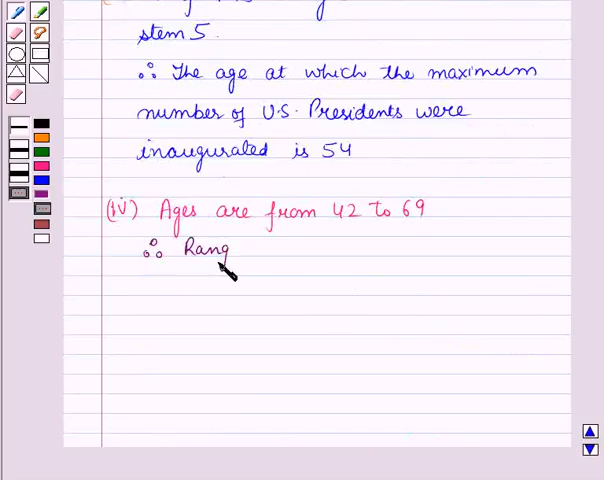 stem 5.
∴ The age at which the maximum
number of U.S. Presidents were
inaugurated is 54
(iv) Ages are from 42 to 69
∴ Rang